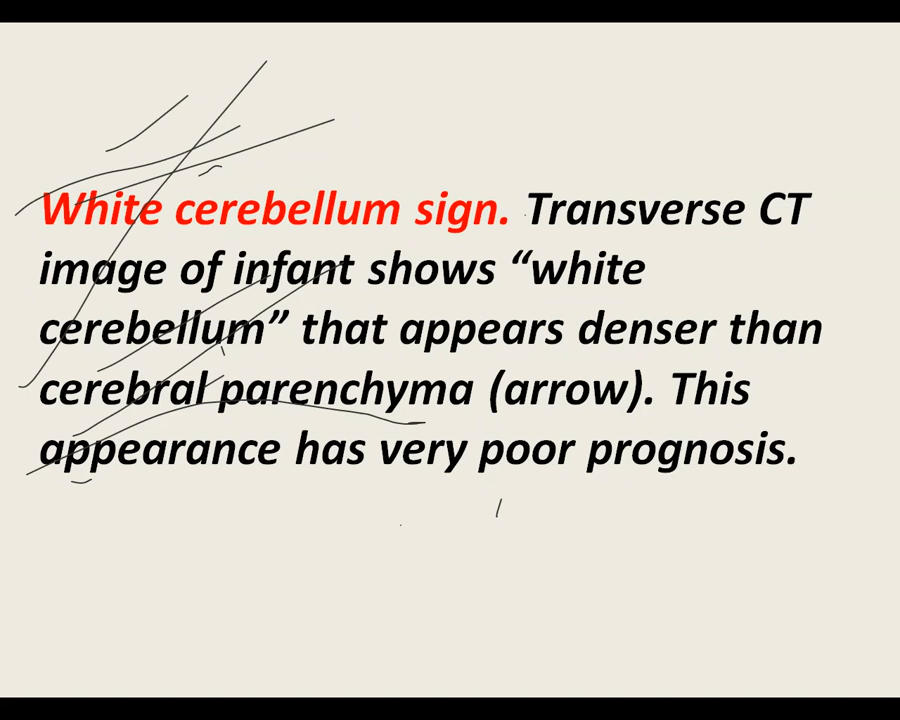 White cerebellum sign. Transverse CT
image of infant shows “white
cerebellum” that appears denser than
cerebral parenchyma (arrow). This
appearance has very poor prognosis.